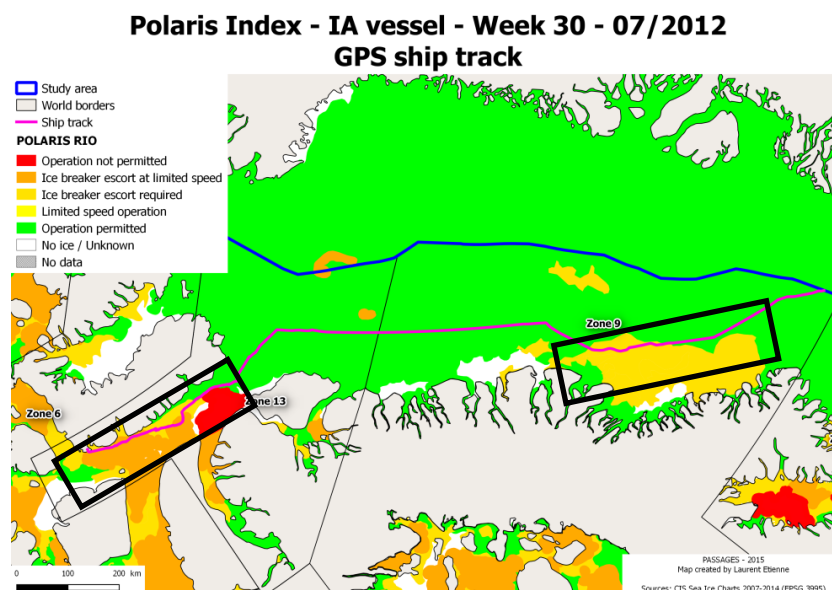 Polaris Index - IA vessel - Week 30 - 07/2012
GPS ship track
Study area
World borders
Ship track
POLARIS RIO
Operation not permitted
Ice breaker escort at limited speed
Ice breaker escort required
Limited speed operation
Operation permitted
No ice / Unknown
No data
Zone 9
Zone 6
Zone 13
0 100 200 km
PASSAGES - 2015
Map created by Laurent Etienne
Sources: CIS Sea Ice Charts 2007-2014 (EPSG 3995)